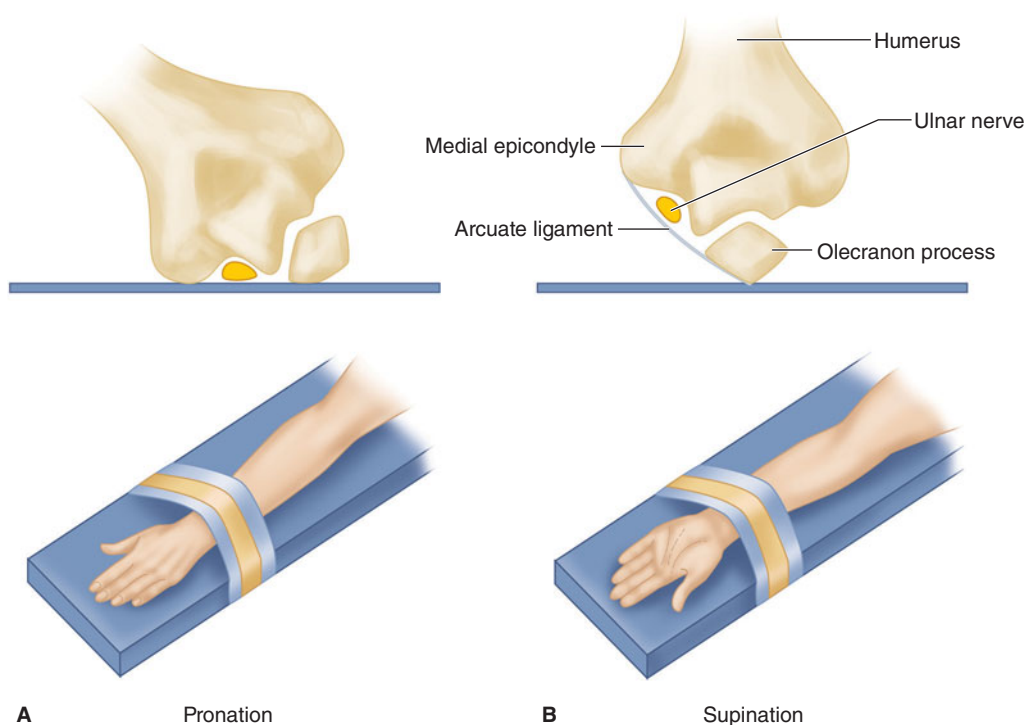 Humerus
Ulnar nerve
Medial epicondyle
Arcuate ligament
Olecranon process
A Pronation
B Supination